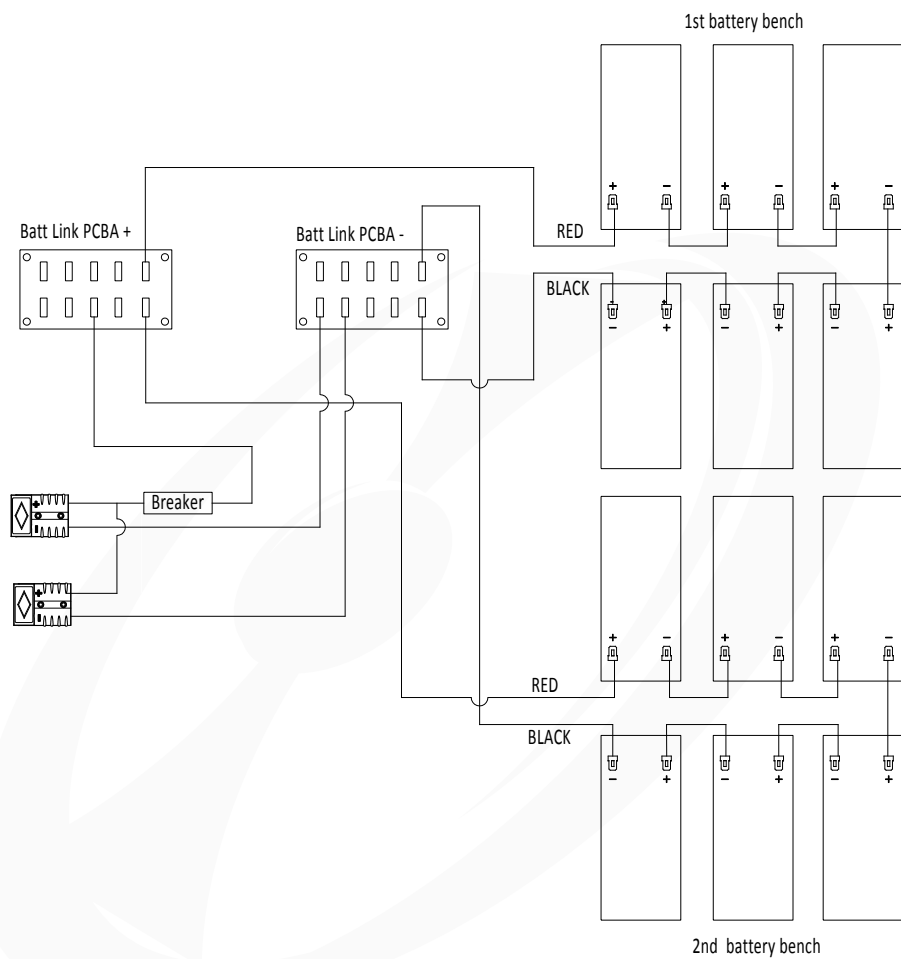 1st battery bench
+ − + − + −
RED
Batt Link PCBA +
Batt Link PCBA -
BLACK
− + − + − +
Breaker
+
−
+
−
+ − + − + −
RED
BLACK
− + − + − +
2nd battery bench